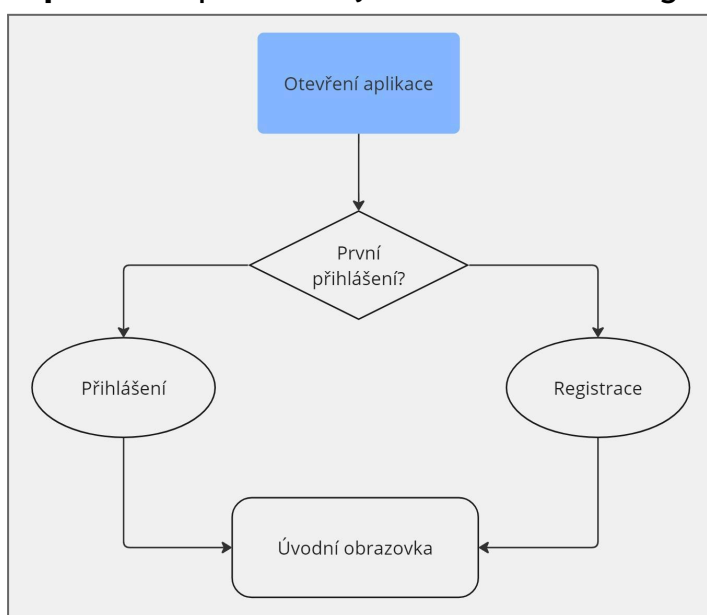 Otevření aplikace
První
přihlášení?
Přihlášení
Registrace
Úvodní obrazovka